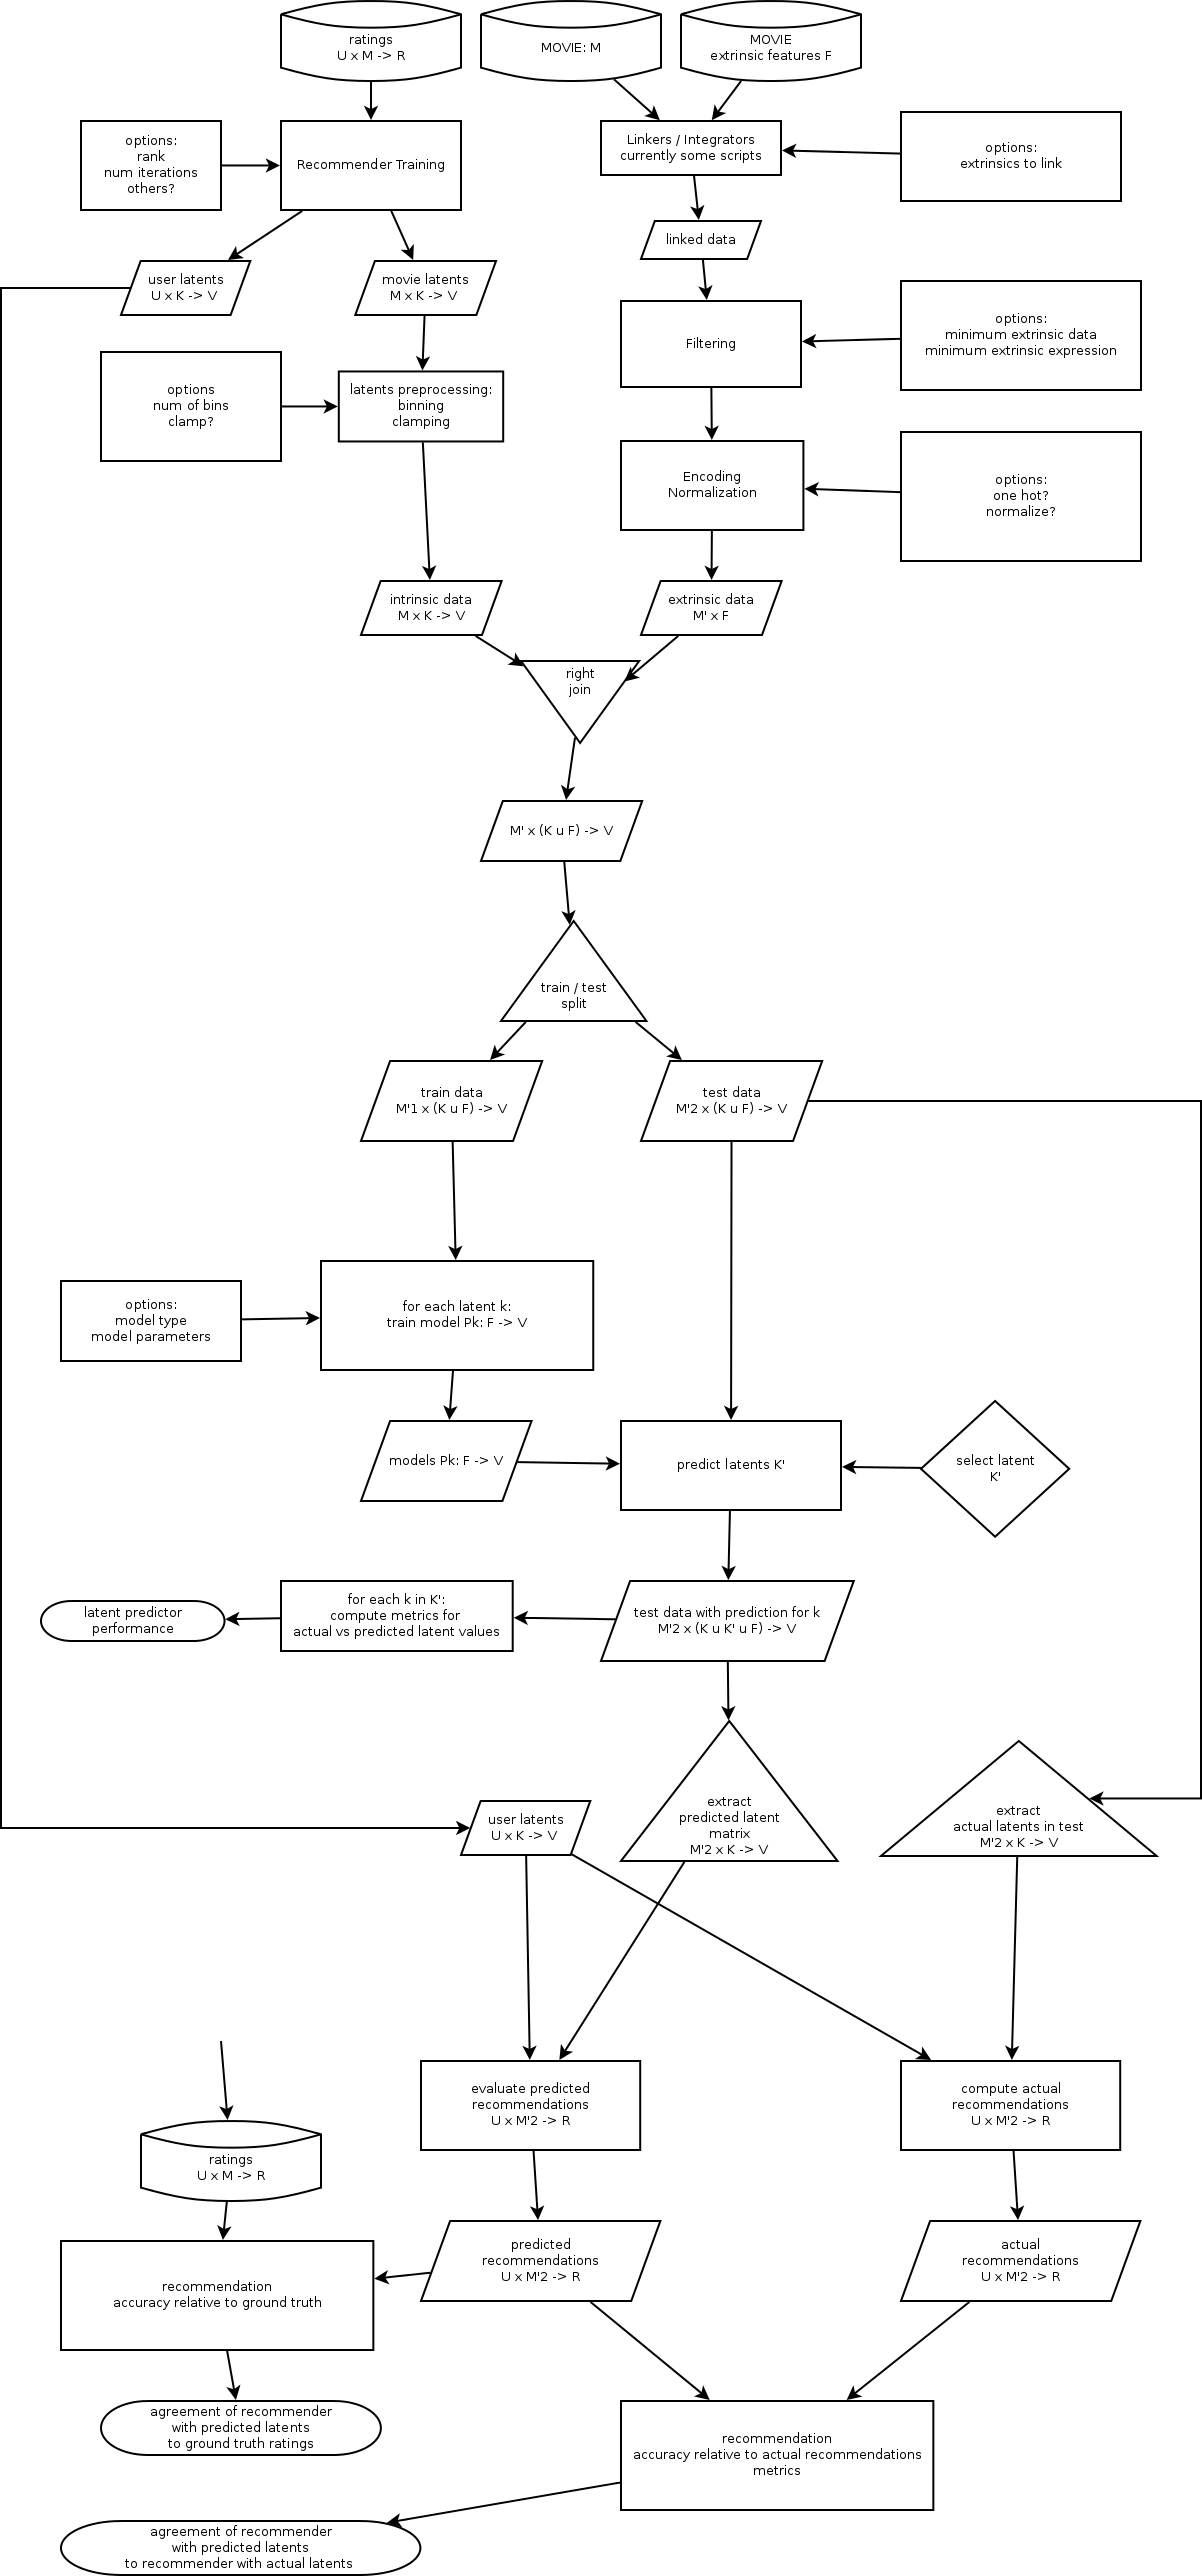 ratings
U x M -> R
MOVIE: M
MOVIE
extrinsic features F
options:
rank
num iterations
others?
Recommender Training
Linkers / Integrators
currently some scripts
options:
extrinsics to link
linked data
user latents
U x K -> V
movie latents
M x K -> V
Filtering
options:
minimum extrinsic data
minimum extrinsic expression
options
num of bins
clamp?
latents preprocessing:
binning
clamping
Encoding
Normalization
options:
one hot?
normalize?
intrinsic data
M x K -> V
extrinsic data
M' x F
right
join
M' x (K u F) -> V
train / test
split
train data
M'1 x (K u F) -> V
test data
M'2 x (K u F) -> V
options:
model type
model parameters
for each latent k:
train model Pk: F -> V
models Pk: F -> V
predict latents K'
select latent
K'
latent predictor
performance
for each k in K':
compute metrics for
actual vs predicted latent values
test data with prediction for k
M'2 x (K u K' u F) -> V
user latents
U x K -> V
extract
predicted latent
matrix
M'2 x K -> V
extract
actual latents in test
M'2 x K -> V
evaluate predicted
recommendations
U x M'2 -> R
compute actual
recommendations
U x M'2 -> R
ratings
U x M -> R
predicted
recommendations
U x M'2 -> R
actual
recommendations
U x M'2 -> R
recommendation
accuracy relative to ground truth
agreement of recommender
with predicted latents
to ground truth ratings
recommendation
accuracy relative to actual recommendations
metrics
agreement of recommender
with predicted latents
to recommender with actual latents